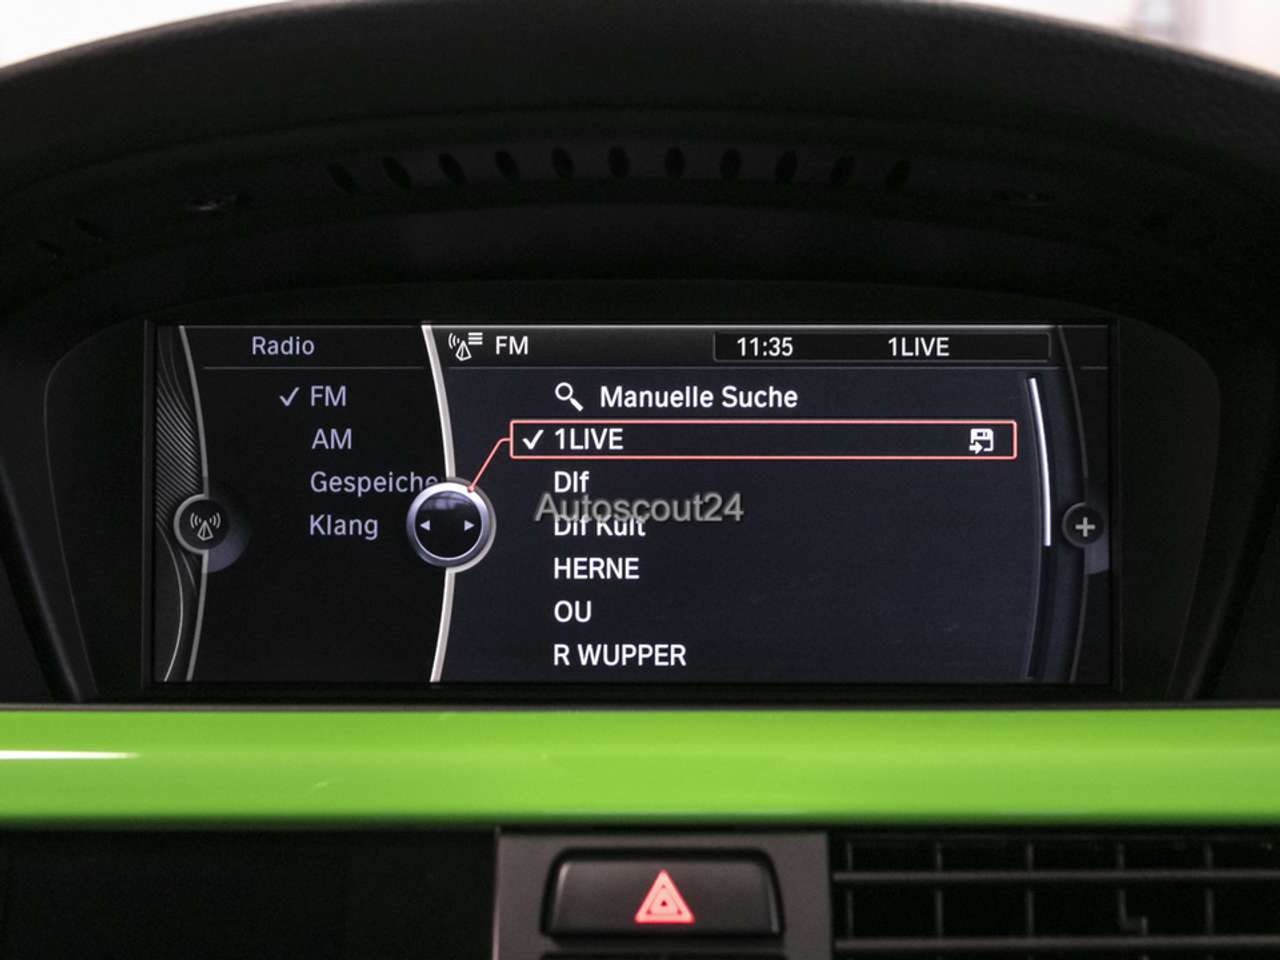 Radio
FM
AM
Gespeiche
Klang
FM 11:35 1LIVE
Manuelle Suche
1LIVE
Dlf
Dlf Kult
HERNE
OU
R WUPPER
Autoscout24